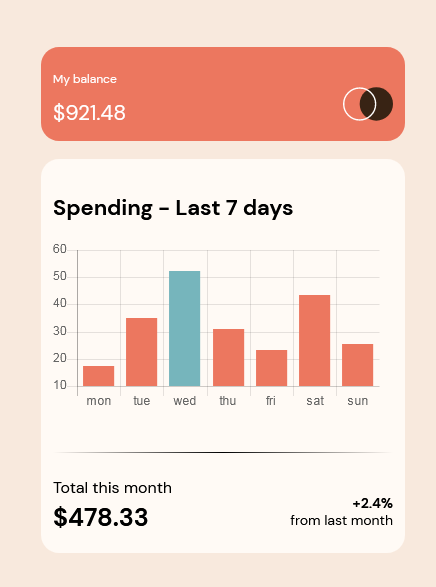 My balance
$921.48
Spending - Last 7 days
60
50
40
30
20
10
mon tue wed thu fri sat sun
Total this month
$478.33
+2.4%
from last month